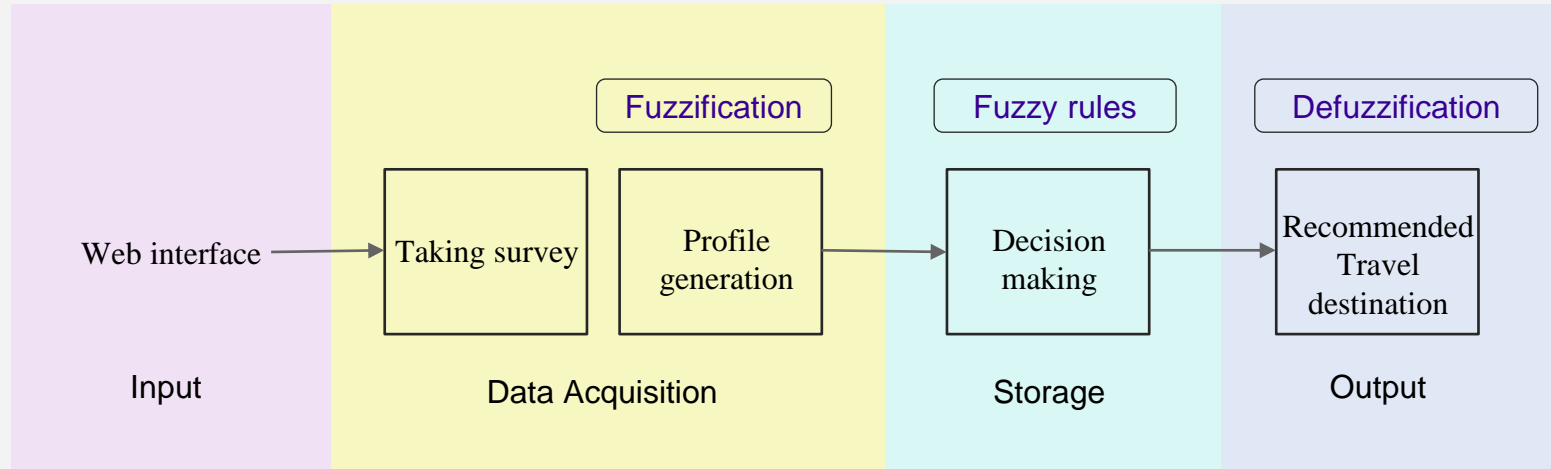 Fuzzification
Fuzzy rules
Defuzzification
Web interface
Taking survey
Profile
generation
Decision
making
Recommended
Travel
destination
Input
Data Acquisition
Storage
Output